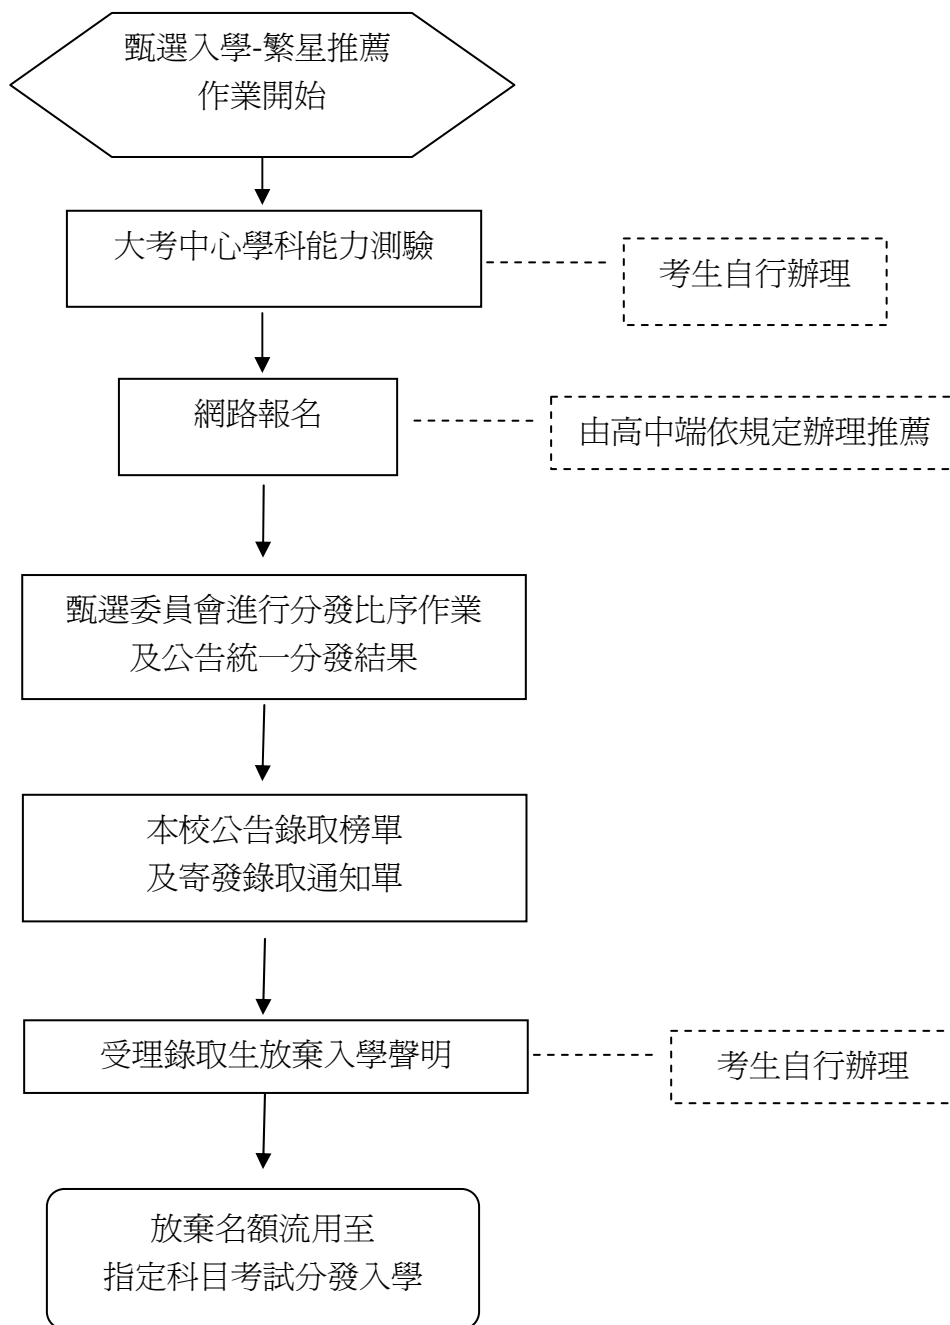 甄選入學-繁星推薦
作業開始
大考中心學科能力測驗
考生自行辦理
網路報名
由高中端依規定辦理推薦
甄選委員會進行分發比序作業
及公告統一分發結果
本校公告錄取榜單
及寄發錄取通知單
受理錄取生放棄入學聲明
考生自行辦理
放棄名額流用至
指定科目考試分發入學